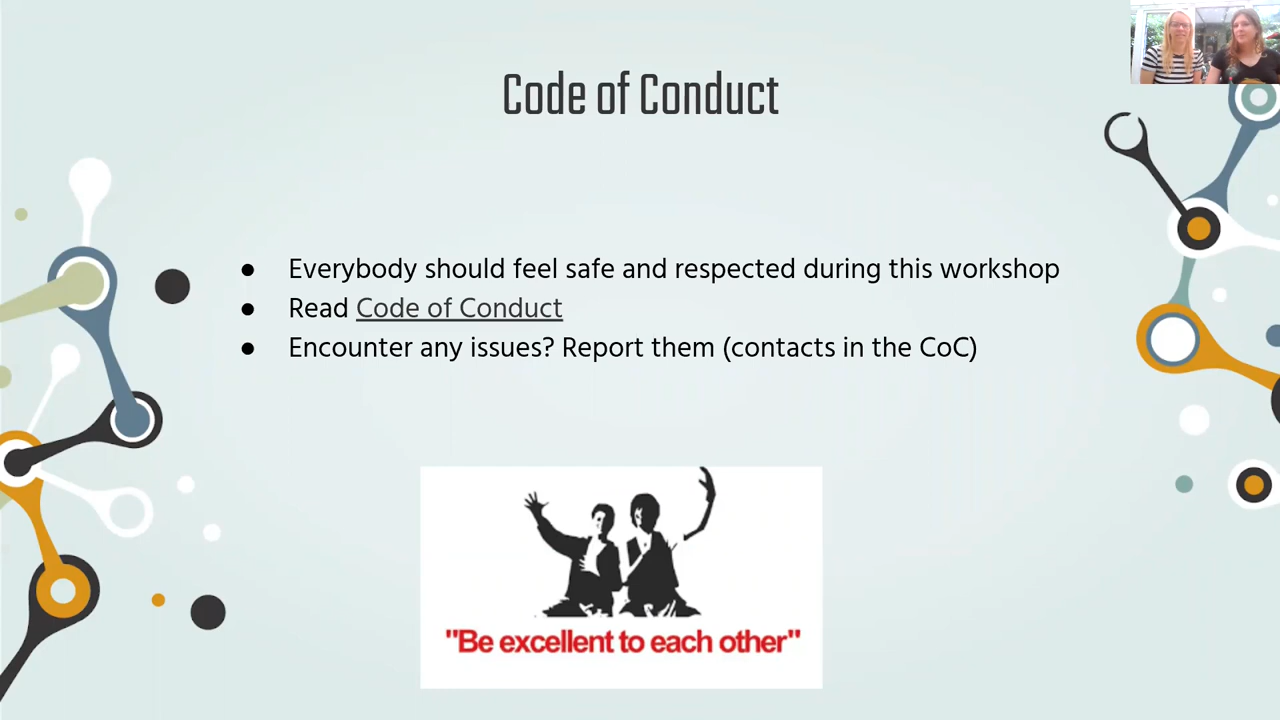 Code of Conduct
● Everybody should feel safe and respected during this workshop
● Read Code of Conduct
● Encounter any issues? Report them (contacts in the CoC)
"Be excellent to each other"